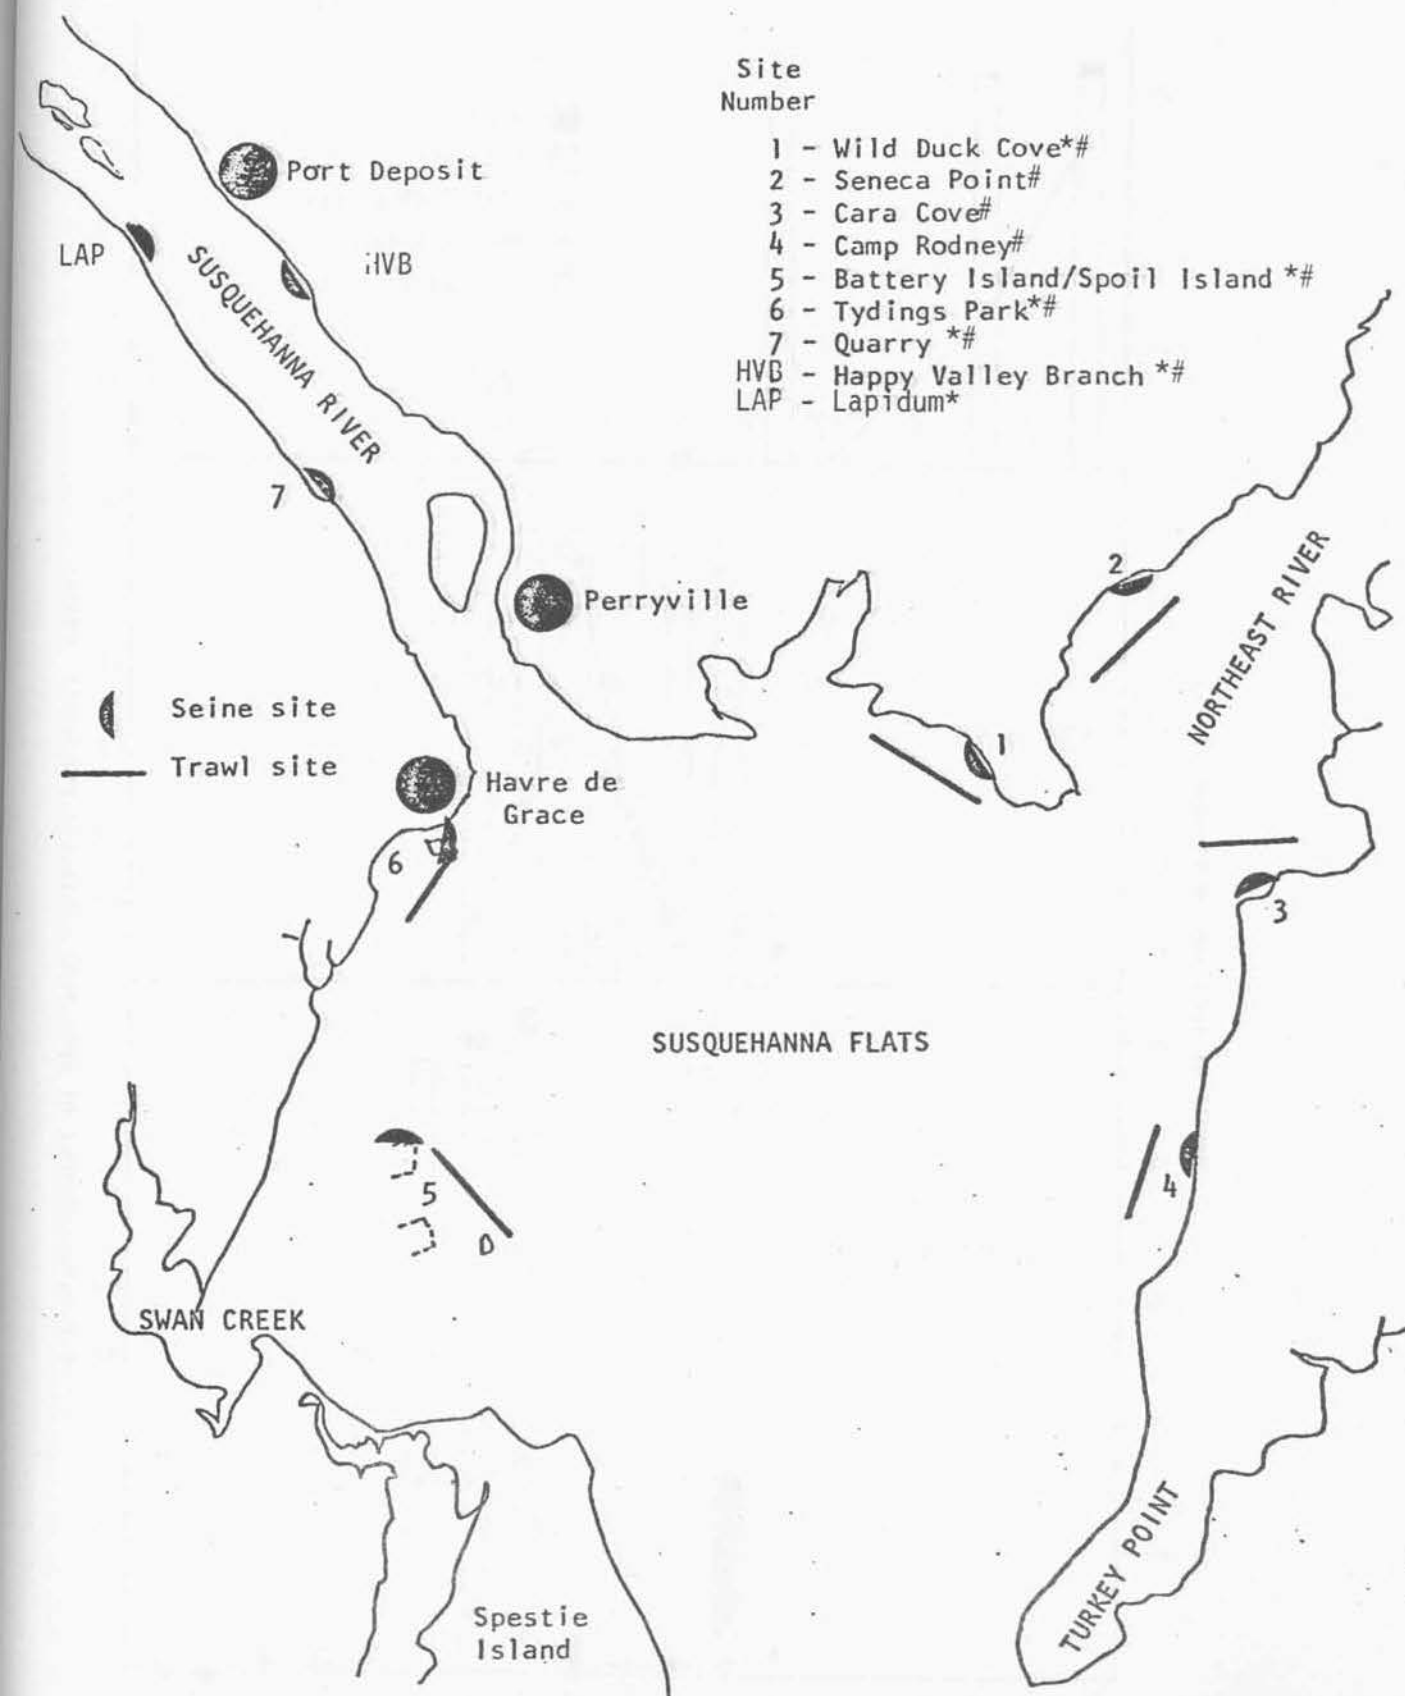 Site
Number
1 - Wild Duck Cove*#
2 - Seneca Point#
3 - Cara Cove#
4 - Camp Rodney#
5 - Battery Island/Spoil Island *#
6 - Tydings Park*#
7 - Quarry *#
HVB - Happy Valley Branch *#
LAP - Lapidum*
Port Deposit
LAP
HVB
SUSQUEHANNA RIVER
7
Perryville
2
NORTHEAST RIVER
Seine site
Trawl site
1
Havre de
Grace
6
3
SUSQUEHANNA FLATS
4
5
SWAN CREEK
TURKEY POINT
Spestie
Island